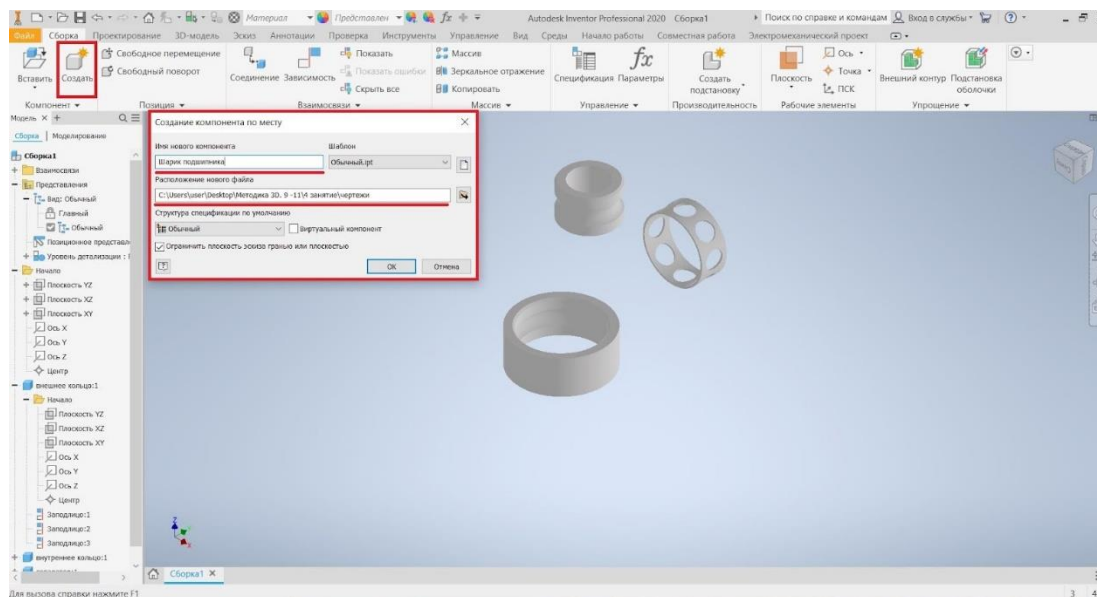 Материал Представлен Autodesk Inventor Professional 2020 Сборка1 Поиск по справке и командам Вход в службы
Файл Сборка Проектирование 3D-модель Эскиз Аннотации Проверка Инструменты Управление Вид Среды Начало работы Совместная работа Электромеханический проект
Вставить Создать
Свободное перемещение
Свободный поворот
Соединение Зависимость
Показать
Показать ошибки
Скрыть все
Массив
Зеркальное отражение
Копировать
Спецификация Параметры
Создать подстановку
Плоскость
Ось
Точка
ПСК
Внешний контур Подстановка оболочки
Компонент Позиция Взаимосвязи Массив Управление Производительность Рабочие элементы Упрощение
Модель
Сборка Моделирование
Сборка1
Взаимосвязи
Представления
Вид: Обычный
Главный
Обычный
Позиционное представл
Уровень детализации :
Начало
Плоскость YZ
Плоскость XZ
Плоскость XY
Ось X
Ось Y
Ось Z
Центр
внешнее кольцо:1
Начало
Плоскость YZ
Плоскость XZ
Плоскость XY
Ось X
Ось Y
Ось Z
Центр
Заподлицо:1
Заподлицо:2
Заподлицо:3
внутреннее кольцо:1
Создание компонента по месту
Имя нового компонента Шаблон
Шарик подшипника Обычный.ipt
Расположение нового файла
C:\Users\user\Desktop\Методика 3D. 9 -11\4 занятие\чертежи
Структура спецификации по умолчанию
Обычный Виртуальный компонент
Ограничить плоскость эскиза гранью или плоскостью
ОК Отмена
Z
X
Сборка1
Для вызова справки нажмите F1
3 4